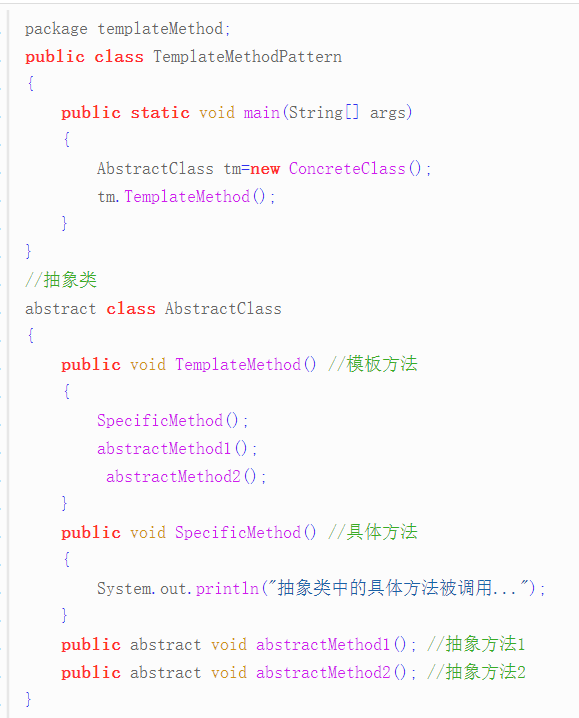 package templateMethod;
public class TemplateMethodPattern
{
    public static void main(String[] args)
    {
        AbstractClass tm=new ConcreteClass();
        tm.TemplateMethod();
    }
}
//抽象类
abstract class AbstractClass
{
    public void TemplateMethod() //模板方法
    {
        SpecificMethod();
        abstractMethod1();
         abstractMethod2();
    }
    public void SpecificMethod() //具体方法
    {
        System.out.println("抽象类中的具体方法被调用...");
    }
    public abstract void abstractMethod1(); //抽象方法1
    public abstract void abstractMethod2(); //抽象方法2
}